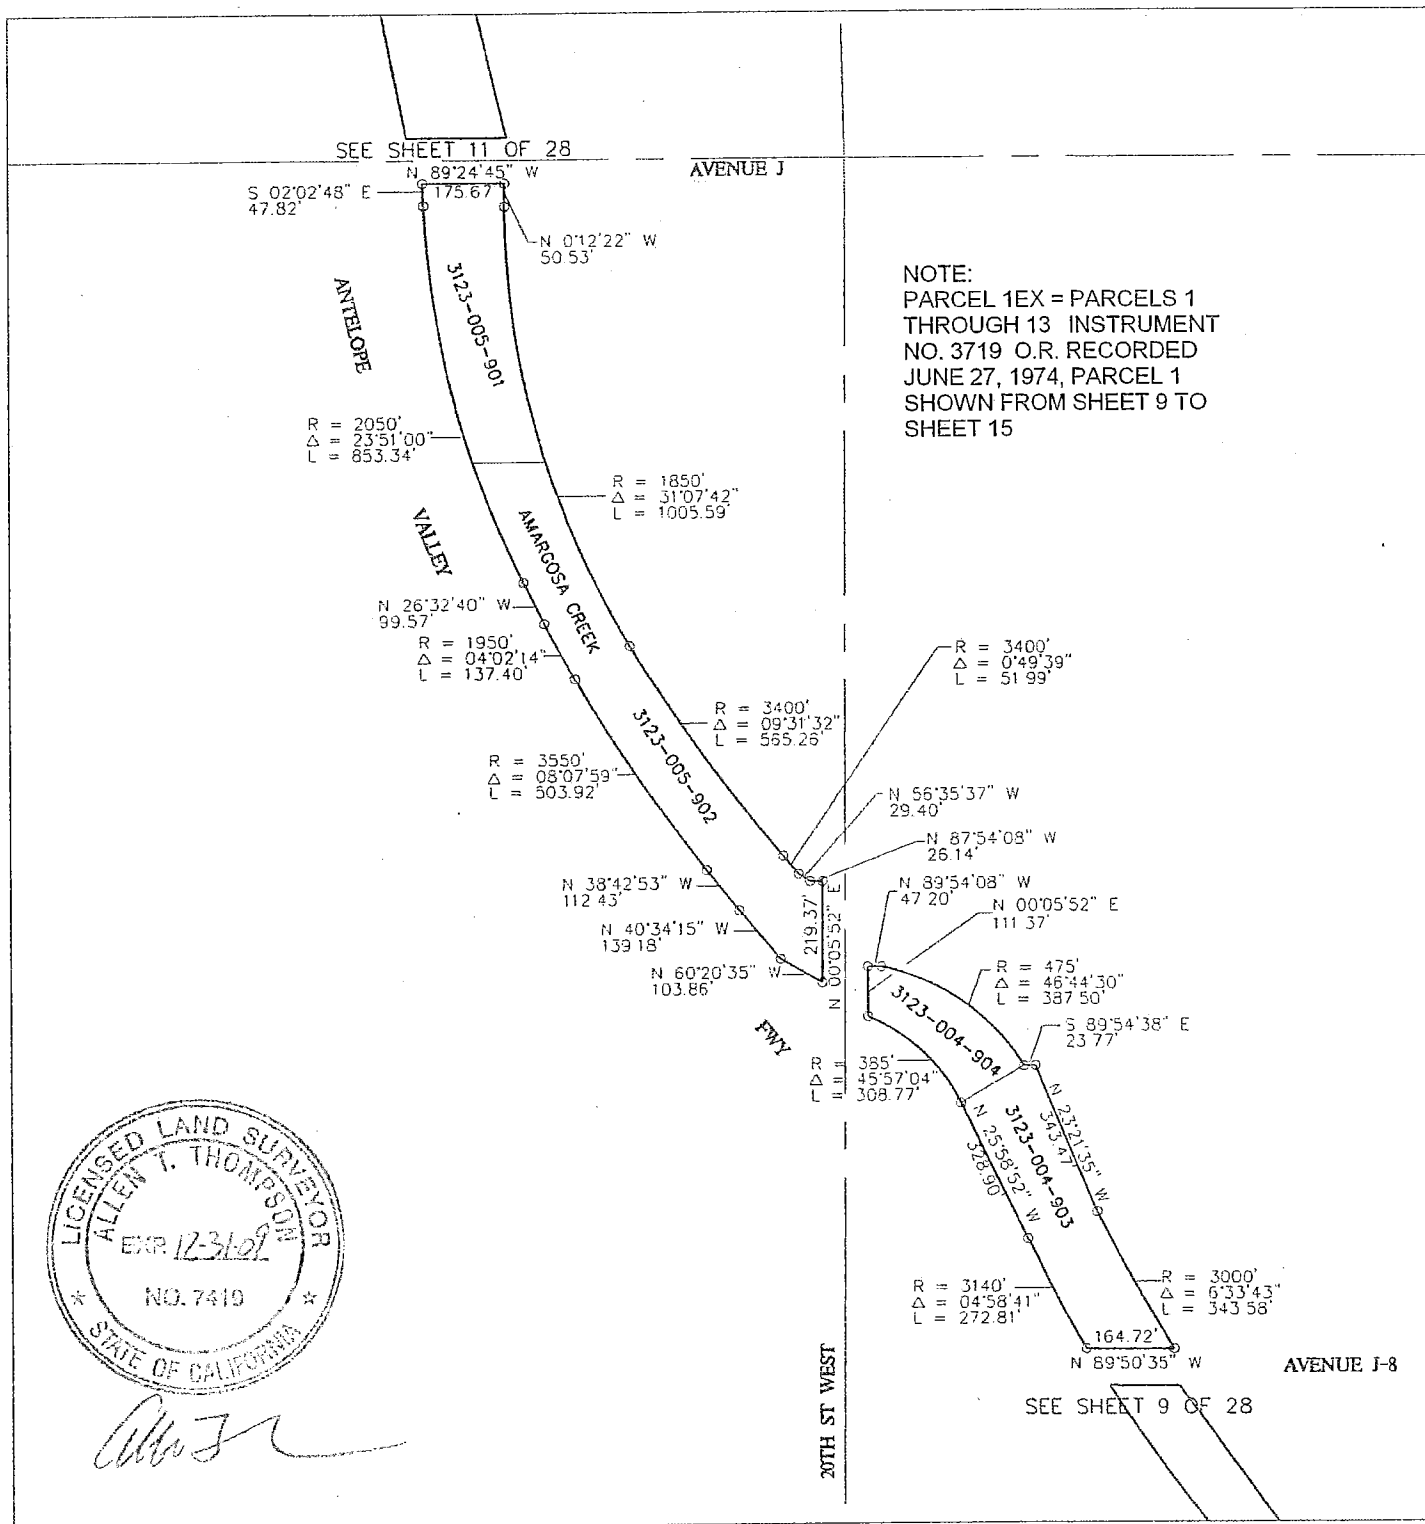 SEE SHEET 11 OF 28
AVENUE J
N 89°24'45" W
175.67'
S 02°02'48" E
47.82'
N 0°12'22" W
50.53'
NOTE:
PARCEL 1EX = PARCELS 1
THROUGH 13 INSTRUMENT
NO. 3719 O.R. RECORDED
JUNE 27, 1974, PARCEL 1
SHOWN FROM SHEET 9 TO
SHEET 15
ANTELOPE
3123-005-901
R = 2050'
Δ = 23°51'00"
L = 853.34'
R = 1850'
Δ = 31°07'42"
L = 1005.59'
VALLEY
AMARGOSA CREEK
N 26°32'40" W
99.57'
R = 1950'
Δ = 04°02'14"
L = 137.40'
R = 3400'
Δ = 0°49'39"
L = 51.99'
R = 3400'
Δ = 09°31'32"
L = 565.26'
3123-005-902
R = 3550'
Δ = 08°07'59"
L = 503.92'
N 56°35'37" W
29.40'
N 87°54'08" W
26.14'
N 38°42'53" W
112.43'
N 89°54'08" W
47.20'
N 00°05'52" E
111.37'
219.37'
N 00°05'52" E
N 40°34'15" W
139.18'
N 60°20'35" W
103.86'
R = 475'
Δ = 46°44'30"
L = 387.50'
3123-004-904
FWY
S 89°54'38" E
23.77'
R = 385'
Δ = 45°57'04"
L = 308.77'
N 23°21'35" W
343.47'
3123-004-903
N 25°58'52" W
328.90'
R = 3140'
Δ = 04°58'41"
L = 272.81'
R = 3000'
Δ = 6°33'43"
L = 343.58'
164.72'
N 89°50'35" W
AVENUE J-8
20TH ST WEST
SEE SHEET 9 OF 28
LICENSED LAND SURVEYOR
ALLEN T. THOMPSON
EXP. 12-31-09
NO. 7419
STATE OF CALIFORNIA